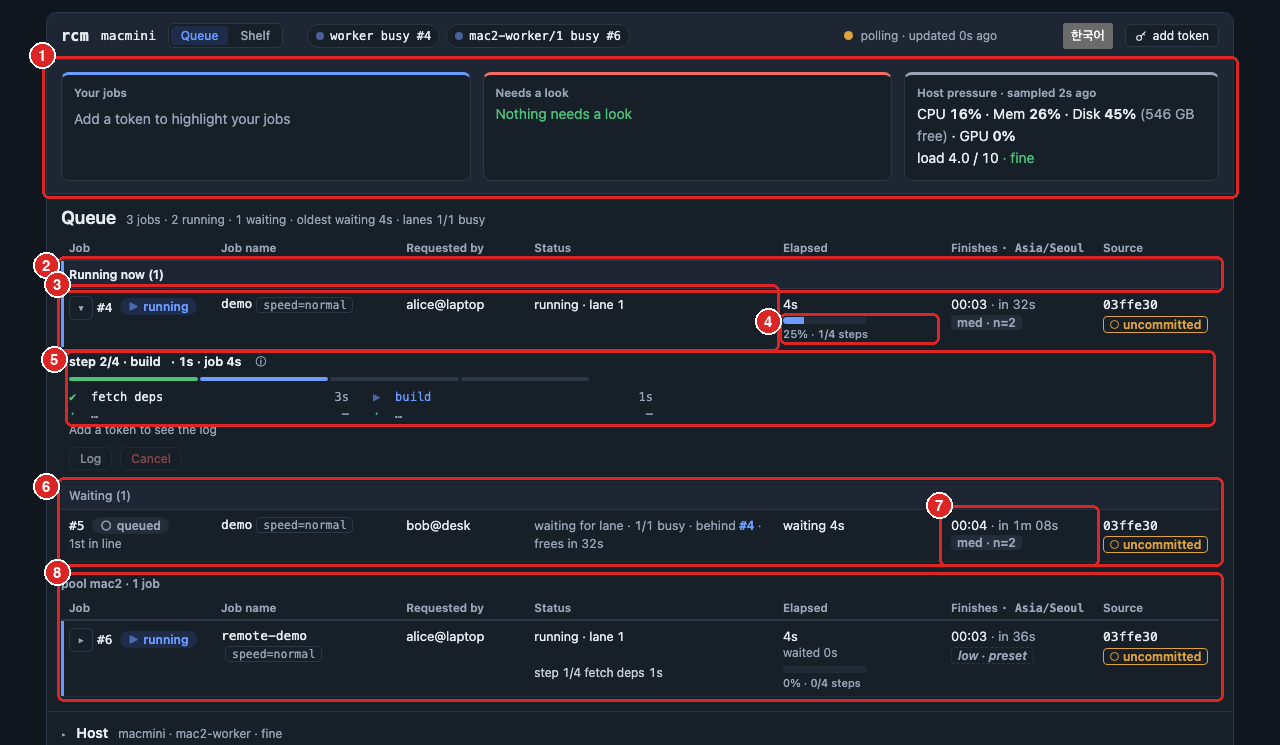 rcm macmini Queue Shelf worker busy #4 mac2-worker/1 busy #6 polling · updated 0s ago 한국어 add token
1
Your jobs
Add a token to highlight your jobs
Needs a look
Nothing needs a look
Host pressure · sampled 2s ago
CPU 16% · Mem 26% · Disk 45% (546 GB
free) · GPU 0%
load 4.0 / 10 · fine
Queue 3 jobs · 2 running · 1 waiting · oldest waiting 4s · lanes 1/1 busy
Job Job name Requested by Status Elapsed Finishes · Asia/Seoul Source
2
Running now (1)
3
#4 running demo speed=normal alice@laptop running · lane 1 4s 00:03 · in 32s 03ffe30
4
25% · 1/4 steps med · n=2 uncommitted
5
step 2/4 · build · 1s · job 4s
fetch deps 3s build 1s
… – … –
Add a token to see the log
Log Cancel
6
Waiting (1)
7
#5 queued demo speed=normal bob@desk waiting for lane · 1/1 busy · behind #4 · waiting 4s 00:04 · in 1m 08s 03ffe30
1st in line frees in 32s med · n=2 uncommitted
8
pool mac2 · 1 job
Job Job name Requested by Status Elapsed Finishes · Asia/Seoul Source
#6 running remote-demo alice@laptop running · lane 1 4s 00:03 · in 36s 03ffe30
speed=normal waited 0s low · preset uncommitted
step 1/4 fetch deps 1s
0% · 0/4 steps
Host macmini · mac2-worker · fine